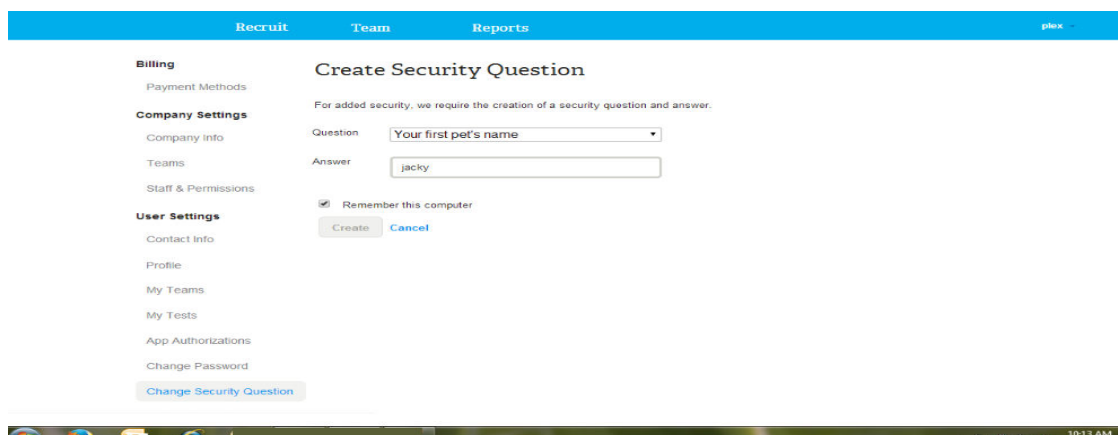 Recruit Team Reports plex
Billing
Payment Methods
Company Settings
Company Info
Teams
Staff & Permissions
User Settings
Contact Info
Profile
My Teams
My Tests
App Authorizations
Change Password
Change Security Question
Create Security Question
For added security, we require the creation of a security question and answer.
Question Your first pet's name
Answer jacky
Remember this computer
Create Cancel
10:13 AM